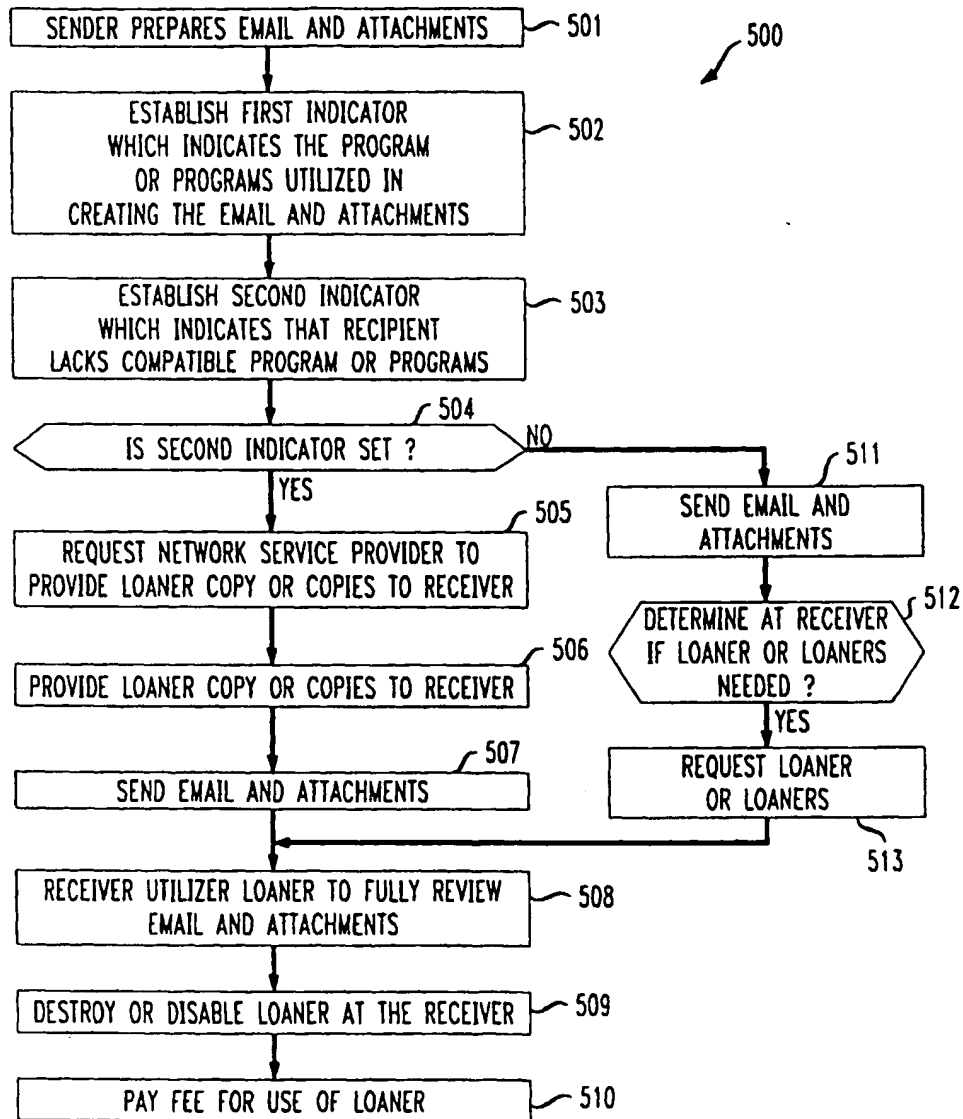 SENDER PREPARES EMAIL AND ATTACHMENTS
501
500
ESTABLISH FIRST INDICATOR
WHICH INDICATES THE PROGRAM
OR PROGRAMS UTILIZED IN
CREATING THE EMAIL AND ATTACHMENTS
502
ESTABLISH SECOND INDICATOR
WHICH INDICATES THAT RECIPIENT
LACKS COMPATIBLE PROGRAM OR PROGRAMS
503
504
IS SECOND INDICATOR SET ?
NO
YES
511
SEND EMAIL AND
ATTACHMENTS
505
REQUEST NETWORK SERVICE PROVIDER TO
PROVIDE LOANER COPY OR COPIES TO RECEIVER
512
DETERMINE AT RECEIVER
IF LOANER OR LOANERS
NEEDED ?
YES
506
PROVIDE LOANER COPY OR COPIES TO RECEIVER
507
SEND EMAIL AND ATTACHMENTS
REQUEST LOANER
OR LOANERS
513
RECEIVER UTILIZER LOANER TO FULLY REVIEW
EMAIL AND ATTACHMENTS
508
DESTROY OR DISABLE LOANER AT THE RECEIVER
509
PAY FEE FOR USE OF LOANER
510